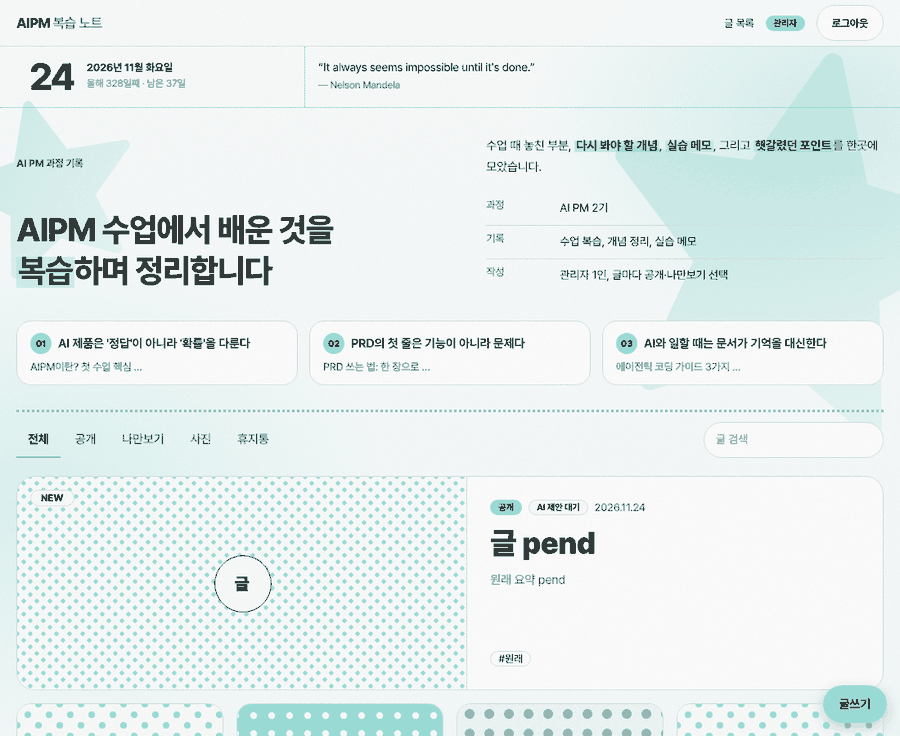 AIPM 복습 노트
글 목록
관리자
로그아웃
24
2026년 11월 화요일
올해 328일째 · 남은 37일
“It always seems impossible until it's done.”
— Nelson Mandela
AI PM 과정 기록
AIPM 수업에서 배운 것을
복습하며 정리합니다
수업 때 놓친 부분, 다시 봐야 할 개념, 실습 메모, 그리고 헷갈렸던 포인트를 한곳에
모았습니다.
과정 AI PM 2기
기록 수업 복습, 개념 정리, 실습 메모
작성 관리자 1인, 글마다 공개·나만보기 선택
01 AI 제품은 '정답'이 아니라 '확률'을 다룬다
AIPM이란? 첫 수업 핵심 ...
02 PRD의 첫 줄은 기능이 아니라 문제다
PRD 쓰는 법: 한 장으로 ...
03 AI와 일할 때는 문서가 기억을 대신한다
에이전틱 코딩 가이드 3가지 ...
전체 공개 나만보기 사진 휴지통
글 검색
NEW
글
공개 AI 제안 대기 2026.11.24
글 pend
원래 요약 pend
#원래
글쓰기